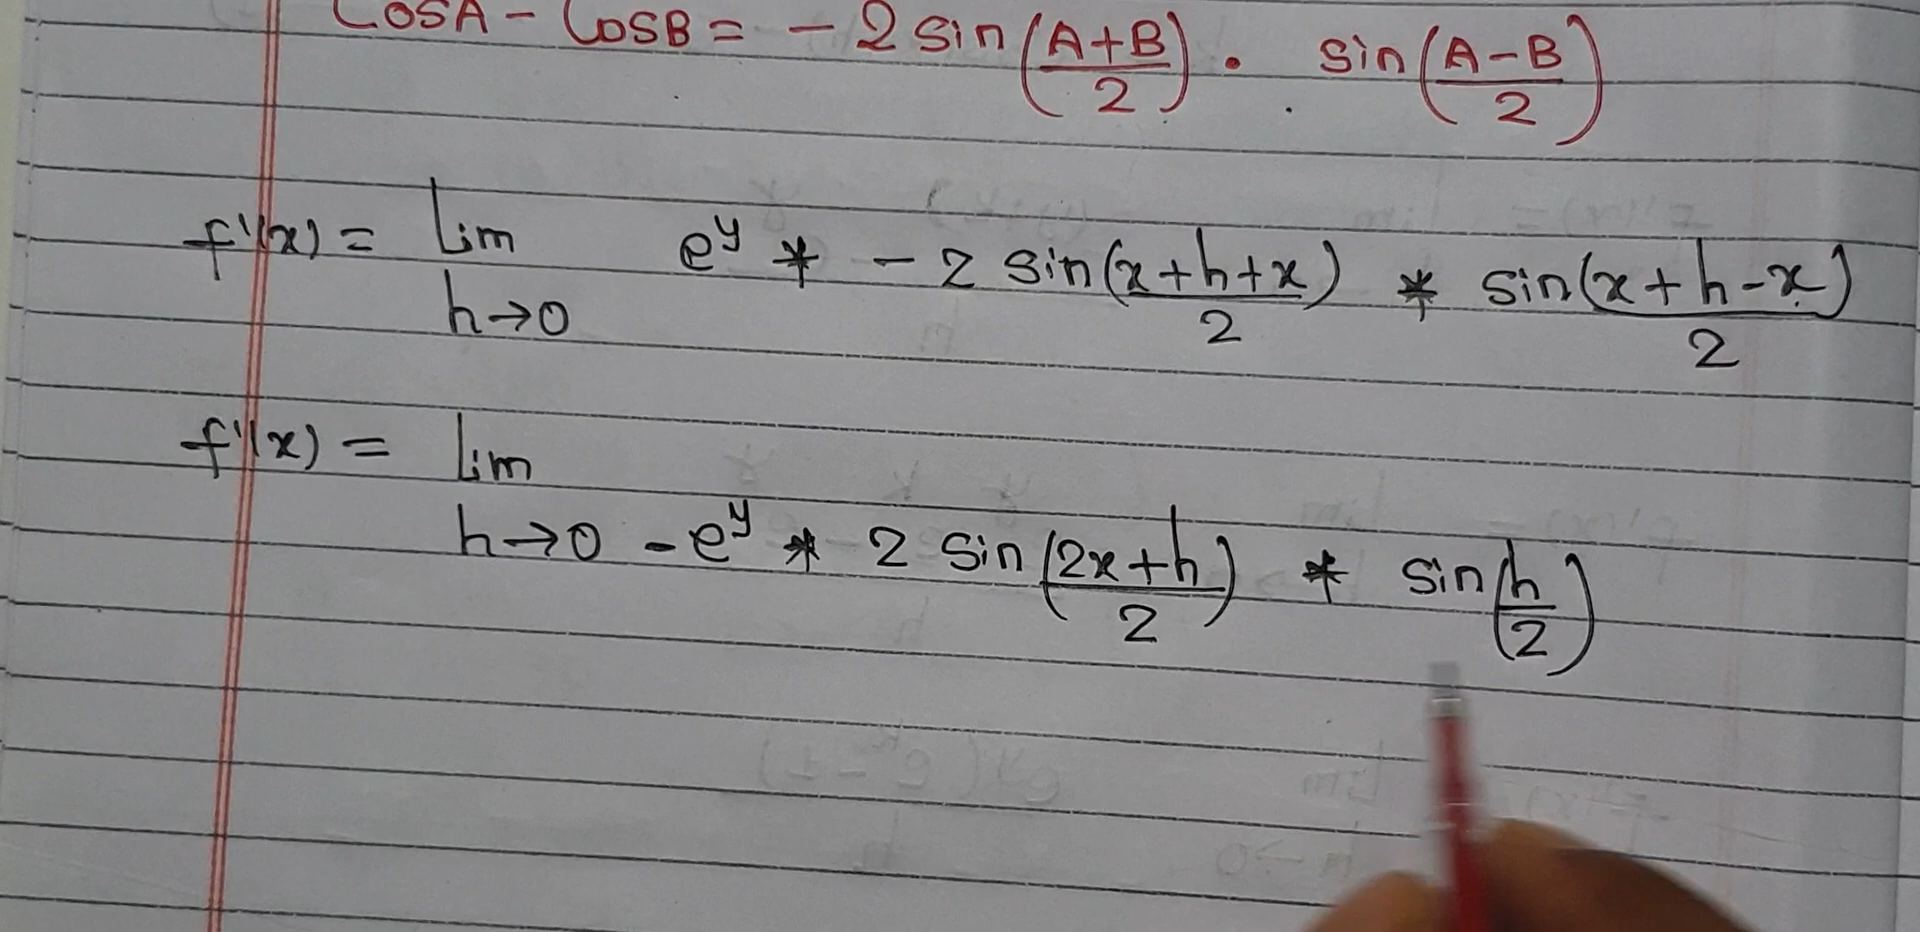 CosA - CosB = - 2 sin (A+B/2) . sin (A-B/2)
f'(x) = lim h→0 e^y * - 2 sin(x+h+x)/2 * sin(x+h-x)/2
f'(x) = lim h→0 - e^y * 2 sin (2x+h/2) * sin (h/2)